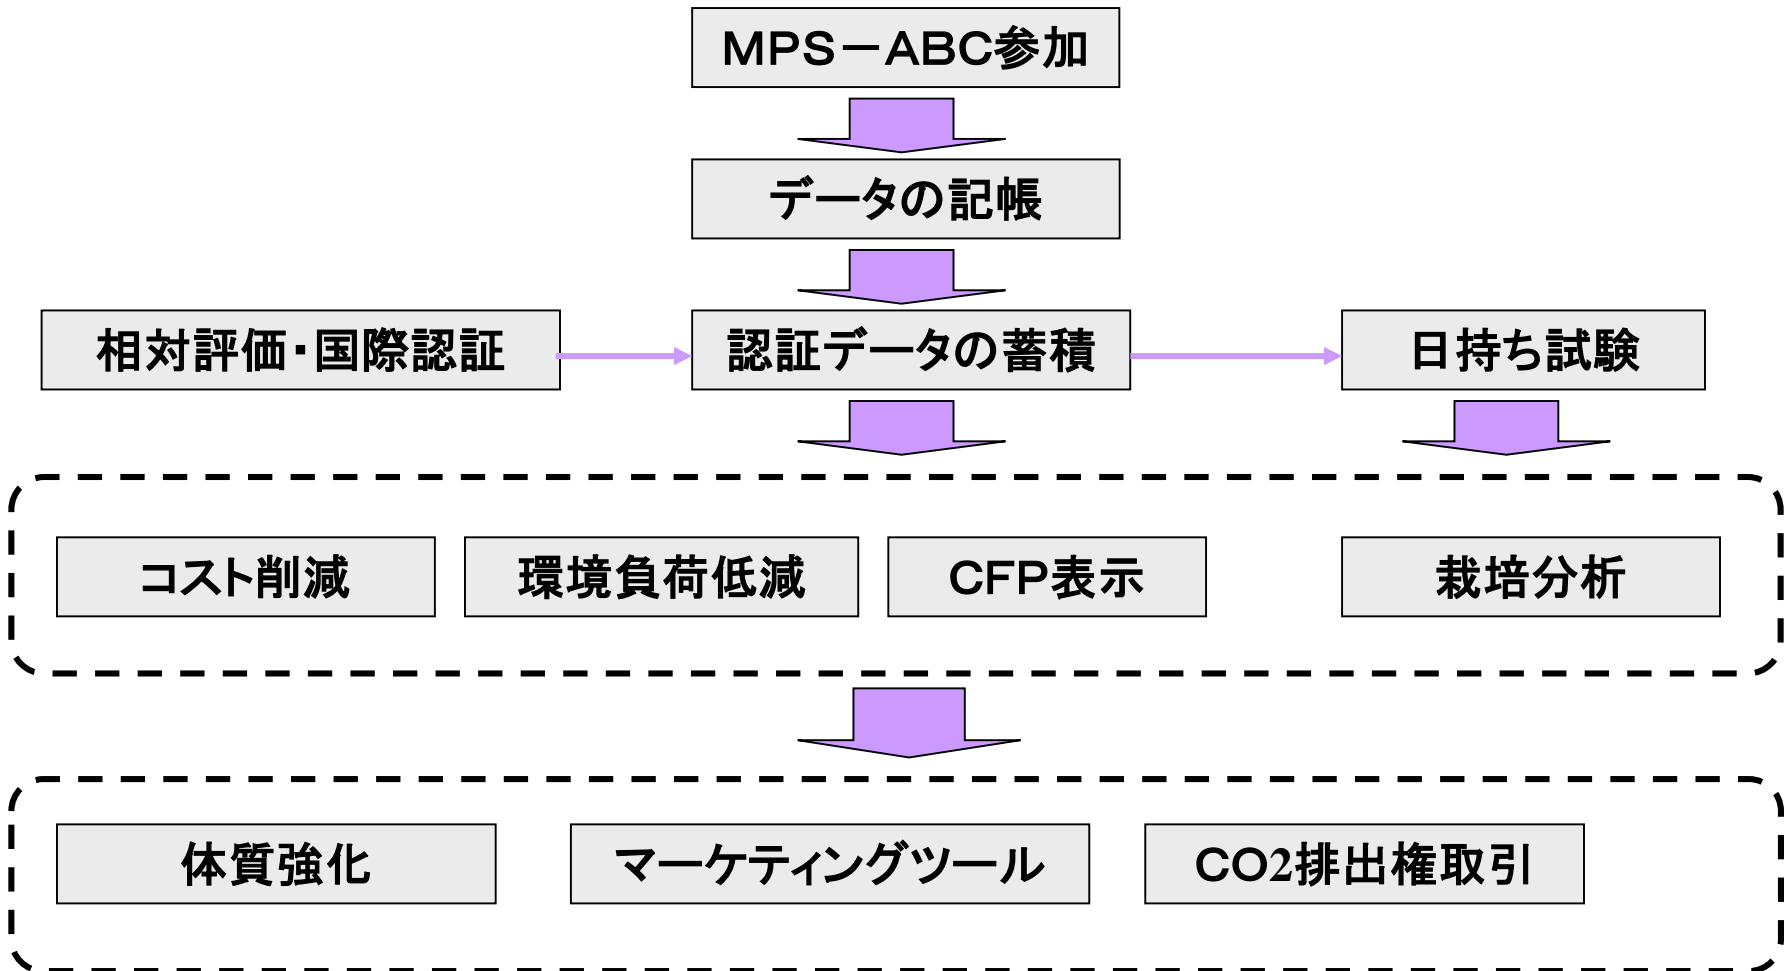 ＭＰＳ－ＡＢＣ参加
データの記帳
相対評価・国際認証
認証データの蓄積
日持ち試験
コスト削減
環境負荷低減
ＣＦＰ表示
栽培分析
体質強化
マーケティングツール
ＣＯ2排出権取引